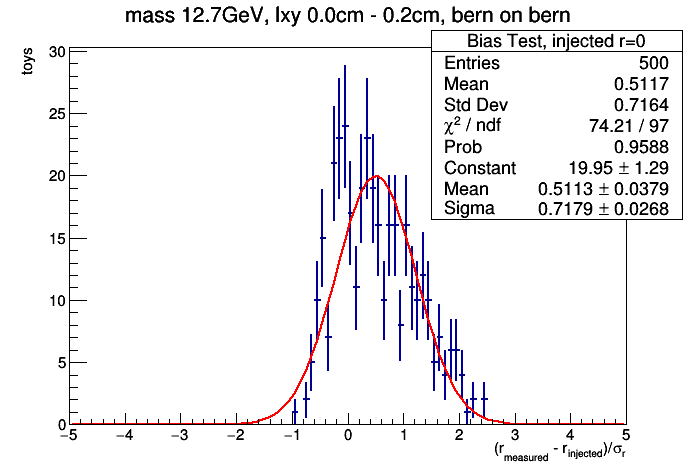 mass 12.7GeV, lxy 0.0cm - 0.2cm, bern on bern
Bias Test, injected r=0
Entries 500
Mean 0.5117
Std Dev 0.7164
χ² / ndf 74.21 / 97
Prob 0.9588
Constant 19.95 ± 1.29
Mean 0.5113 ± 0.0379
Sigma 0.7179 ± 0.0268
toys
30
25
20
15
10
5
0
−5 −4 −3 −2 −1 0 1 2 3 4 5
(r_measured - r_injected)/σ_r